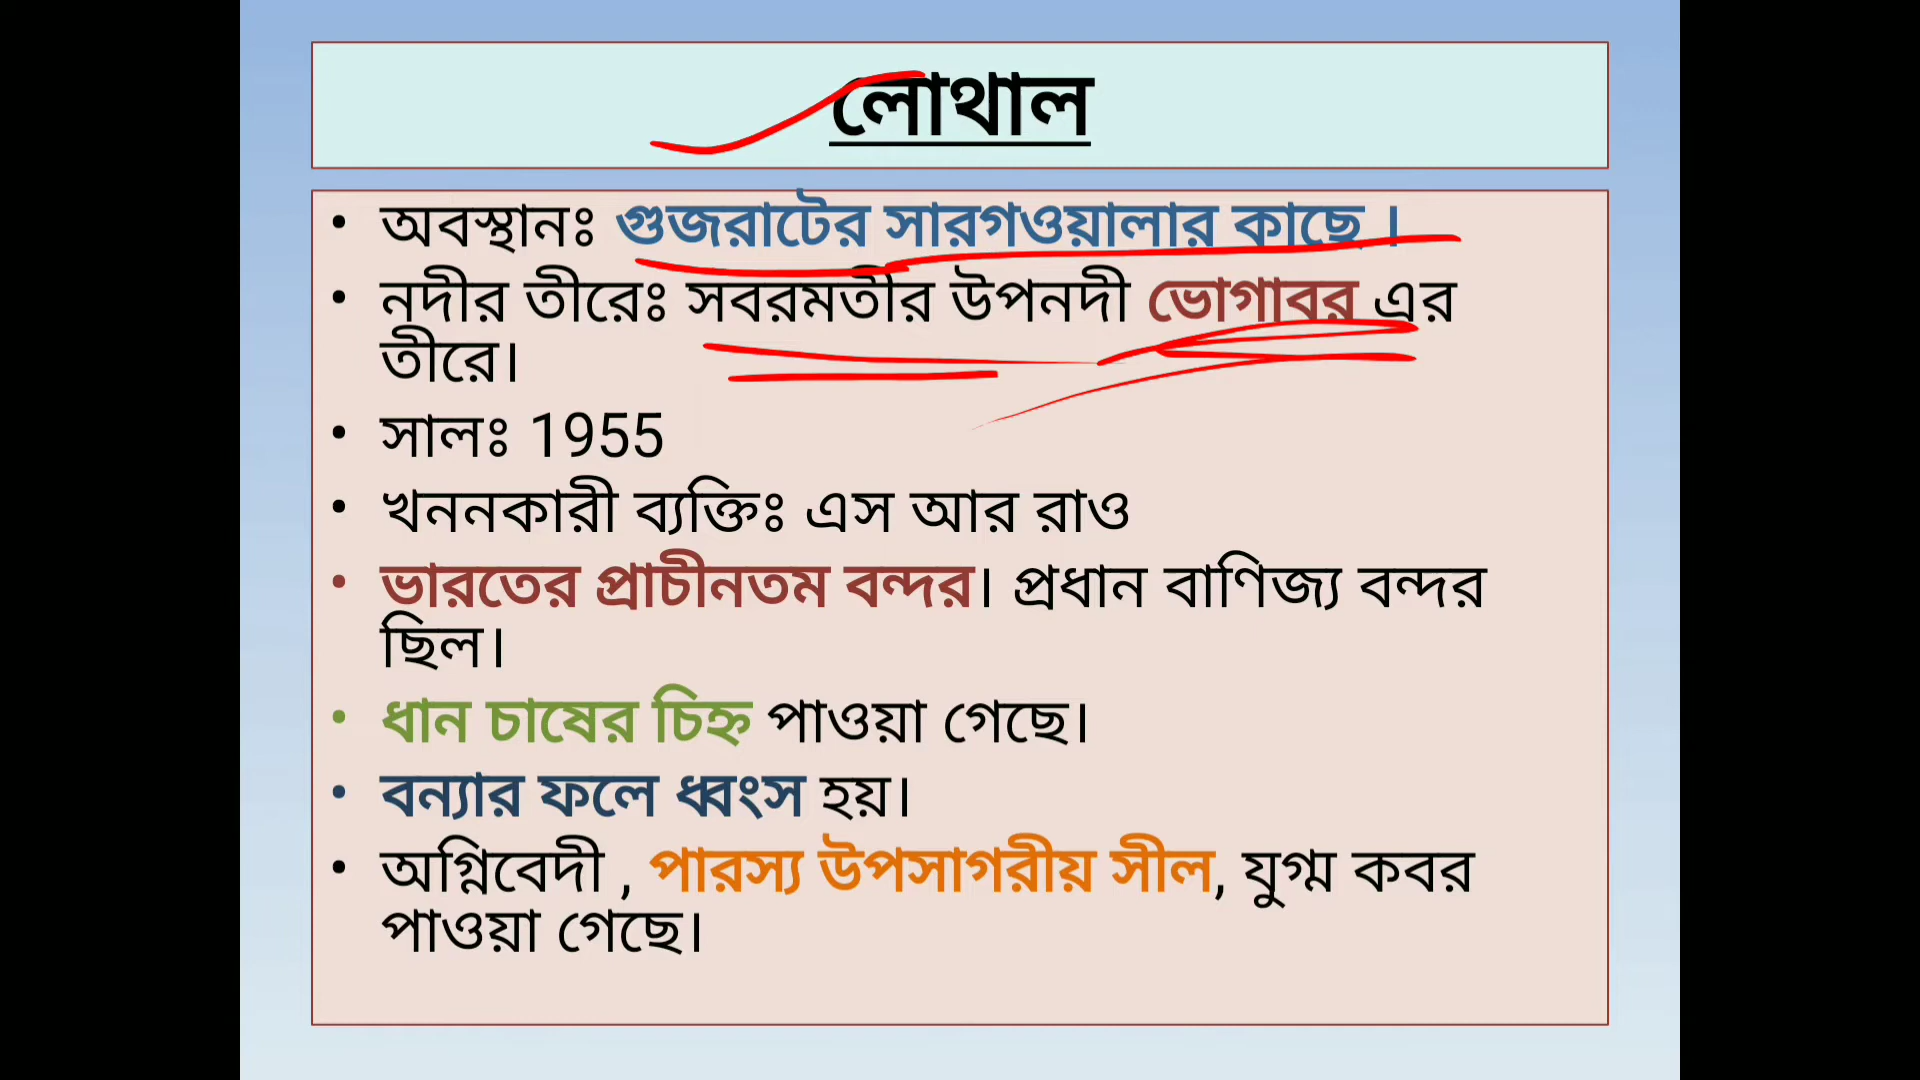 লোথাল
• অবস্থানঃ গুজরাটের সারগওয়ালার কাছে ।
• নদীর তীরেঃ সবরমতীর উপনদী ভোগাবর এর
তীরে।
• সালঃ 1955
• খননকারী ব্যক্তিঃ এস আর রাও
• ভারতের প্রাচীনতম বন্দর। প্রধান বাণিজ্য বন্দর
ছিল।
• ধান চাষের চিহ্ন পাওয়া গেছে।
• বন্যার ফলে ধ্বংস হয়।
• অগ্নিবেদী , পারস্য উপসাগরীয় সীল, যুগ্ম কবর
পাওয়া গেছে।